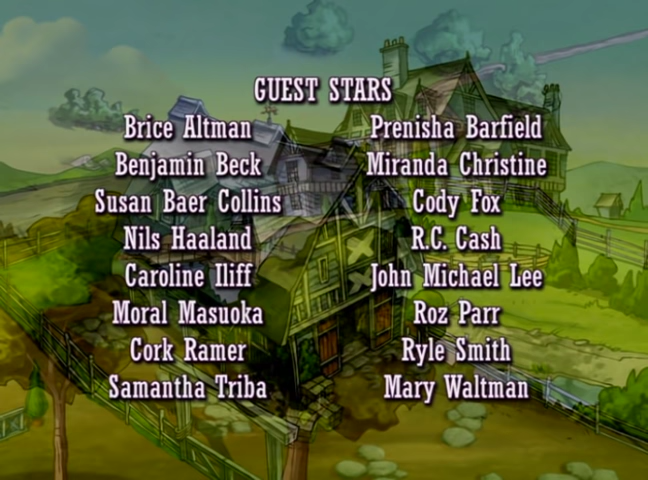 GUEST STARS
Brice Altman
Benjamin Beck
Susan Baer Collins
Nils Haaland
Caroline Iliff
Moral Masuoka
Cork Ramer
Samantha Triba
Prenisha Barfield
Miranda Christine
Cody Fox
R.C. Cash
John Michael Lee
Roz Parr
Ryle Smith
Mary Waltman